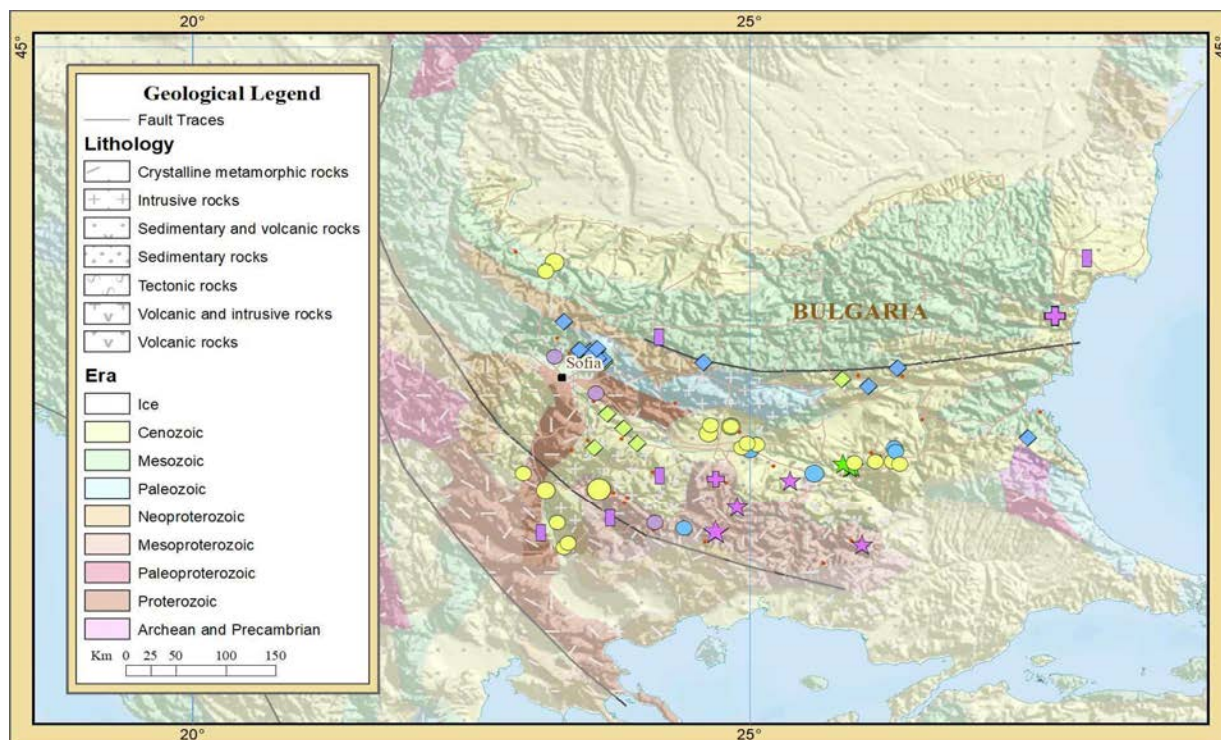 20°
25°
45°
45°
Geological Legend
Fault Traces
Lithology
Crystalline metamorphic rocks
Intrusive rocks
Sedimentary and volcanic rocks
Sedimentary rocks
Tectonic rocks
Volcanic and intrusive rocks
Volcanic rocks
Era
Ice
Cenozoic
Mesozoic
Paleozoic
Neoproterozoic
Mesoproterozoic
Paleoproterozoic
Proterozoic
Archean and Precambrian
Km 0 25 50 100 150
BULGARIA
Sofia
20°
25°